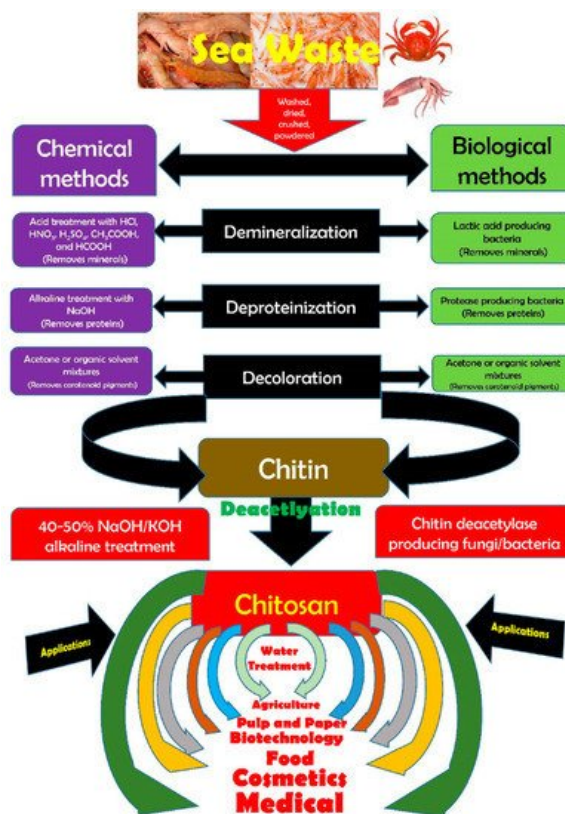 Sea Waste
Washed,
dried,
crushed,
powdered
Chemical
methods
Biological
methods
Acid treatment with HCl,
HNO₃, H₂SO₄, CH₃COOH,
and HCOOH
(Removes minerals)
Demineralization
Lactic acid producing
bacteria
(Removes minerals)
Alkaline treatment with
NaOH
(Removes proteins)
Deproteinization
Protease producing bacteria
(Removes proteins)
Acetone or organic solvent
mixtures
(Removes carotenoid pigments)
Decoloration
Acetone or organic solvent
mixtures
(Removes carotenoid pigments)
Chitin
Deacetlyation
40-50% NaOH/KOH
alkaline treatment
Chitin deacetylase
producing fungi/bacteria
Chitosan
Applications
Applications
Water
Treatment
Agriculture
Pulp and Paper
Biotechnology
Food
Cosmetics
Medical